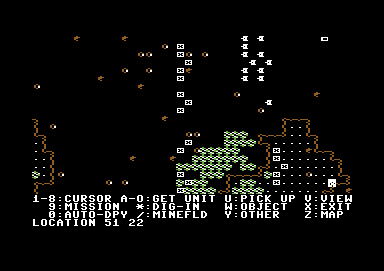 1-8:CURSOR A-O:GET UNIT U:PICK UP V:VIEW
9:MISSION *:DIG-IN W:OBJECT X:EXIT
0:AUTO-DPY /:MINEFLD Y:OTHER Z:MAP
LOCATION 51 22